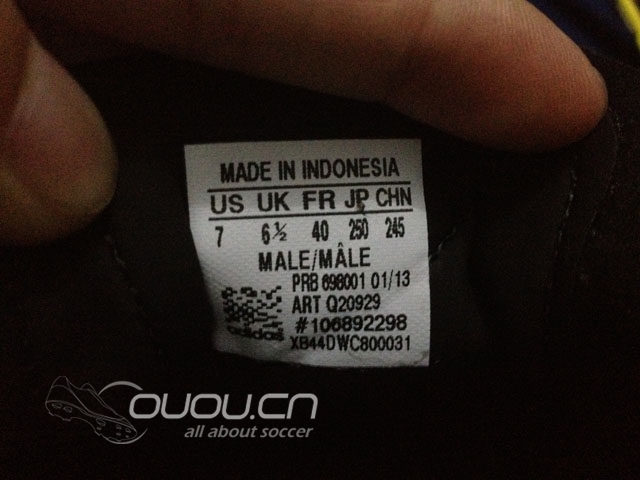 MADE IN INDONESIA
US UK FR JP CHN
7 6½ 40 250 245
MALE/MÂLE
PRB 698001 01/13
ART Q20929
#106892298
XB44DWC800031
adidas
OUOU.CN
all about soccer